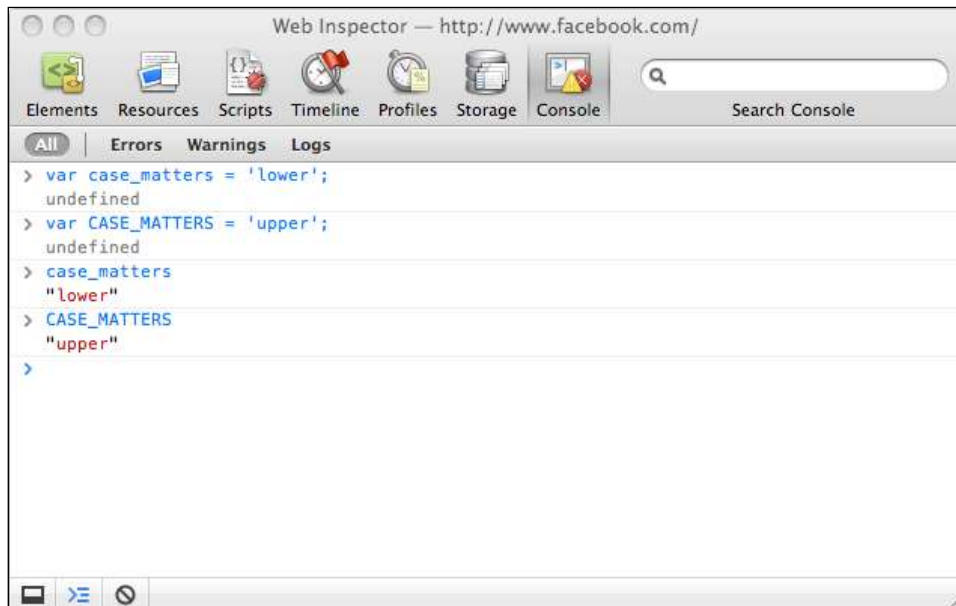 Web Inspector — http://www.facebook.com/
Elements Resources Scripts Timeline Profiles Storage Console Search Console
All Errors Warnings Logs
> var case_matters = 'lower';
undefined
> var CASE_MATTERS = 'upper';
undefined
> case_matters
"lower"
> CASE_MATTERS
"upper"
>